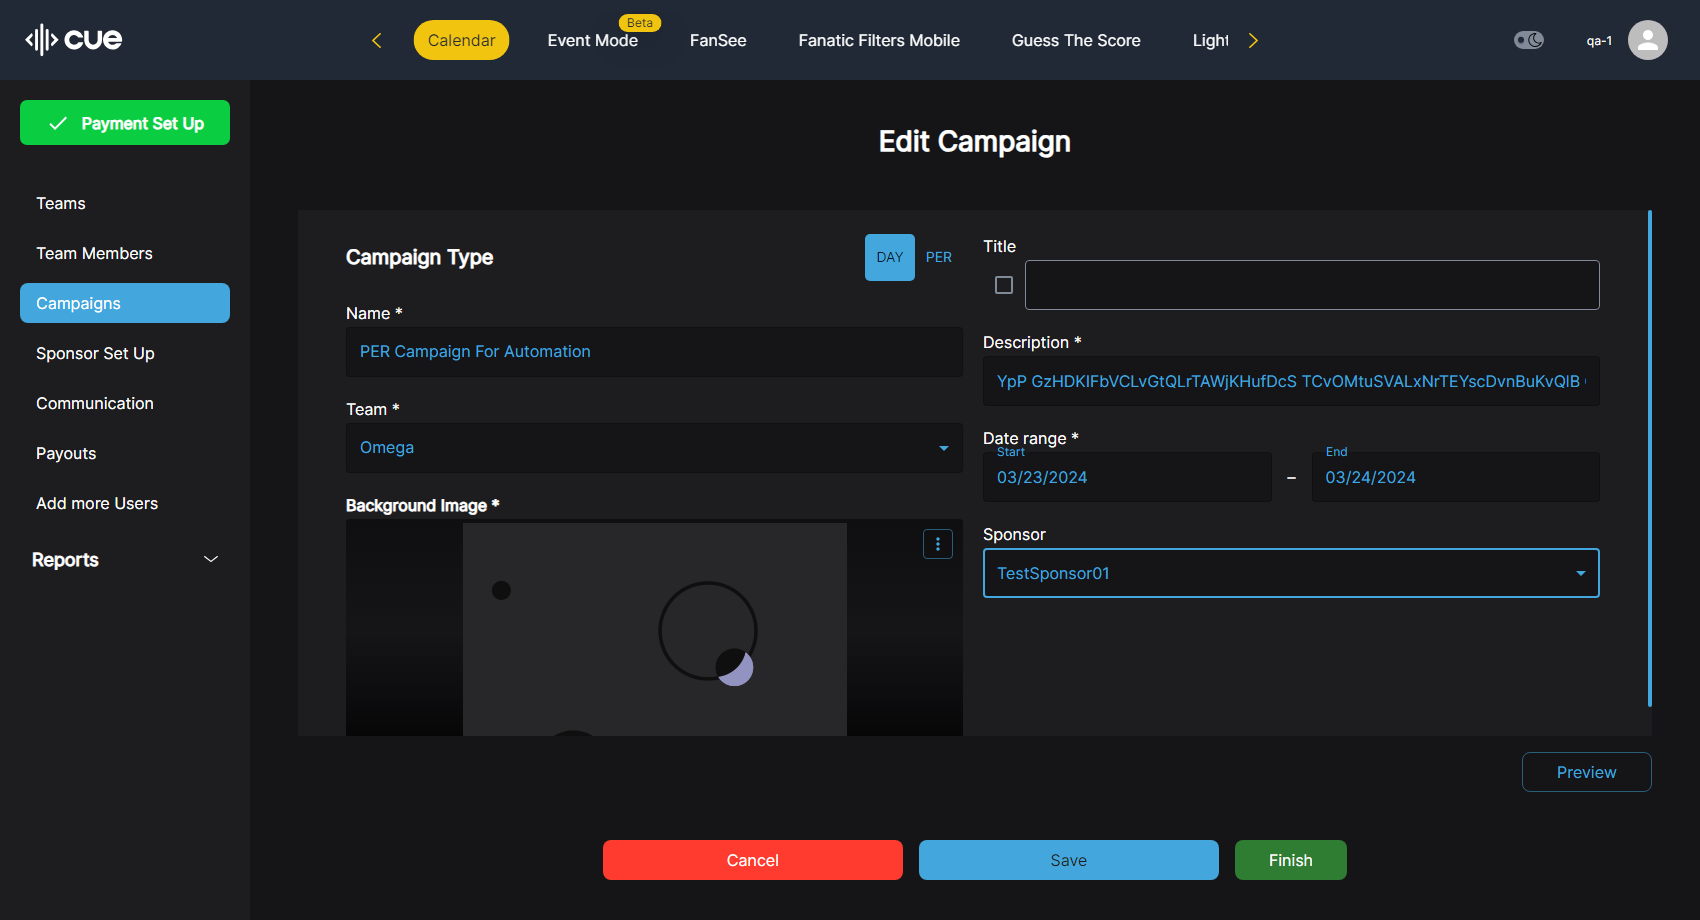 cue
Calendar
Event Mode
Beta
FanSee
Fanatic Filters Mobile
Guess The Score
Light
qa-1
Payment Set Up
Teams
Team Members
Campaigns
Sponsor Set Up
Communication
Payouts
Add more Users
Reports
Edit Campaign
Campaign Type
DAY
PER
Name *
PER Campaign For Automation
Team *
Omega
Background Image *
Title
Description *
Date range *
Start
03/23/2024
–
End
03/24/2024
Sponsor
TestSponsor01
Preview
Cancel
Save
Finish